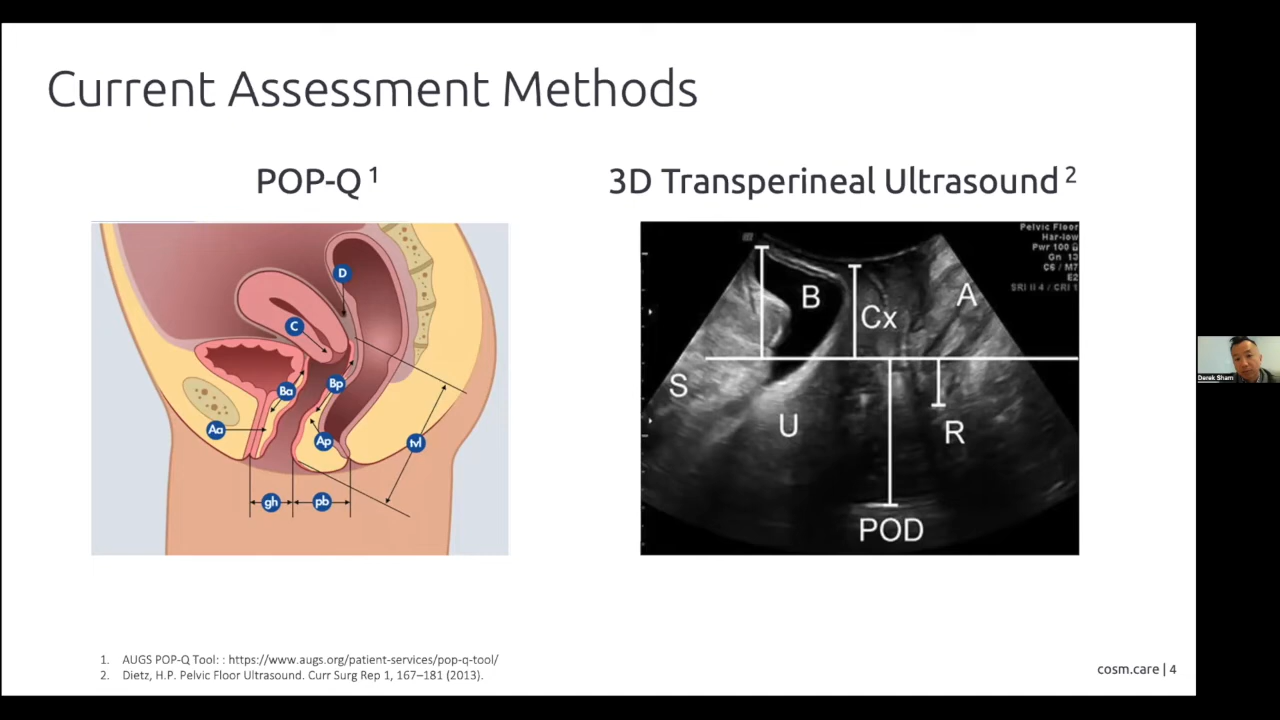 Current Assessment Methods
POP-Q 1
3D Transperineal Ultrasound 2
D
C
Ba
Bp
Aa
Ap
tvl
gh
pb
Pelvic Floor
Har-low
Pwr 100
Gn 13
C6 / M7
E2
SRI II 4 / CRI 1
B
Cx
A
S
U
R
POD
Derek Sham
1. AUGS POP-Q Tool: : https://www.augs.org/patient-services/pop-q-tool/
2. Dietz, H.P. Pelvic Floor Ultrasound. Curr Surg Rep 1, 167–181 (2013).
cosm.care | 4